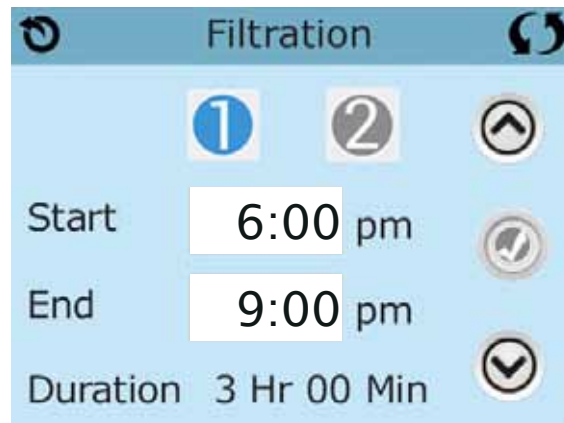 Filtration
1 2
Start 6:00 pm
End 9:00 pm
Duration 3 Hr 00 Min